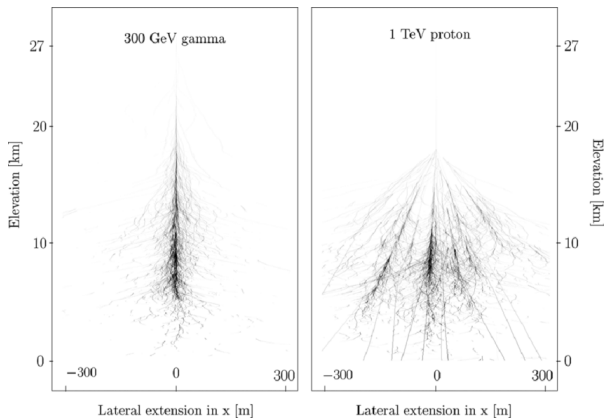 300 GeV gamma
27
20
10
0
Elevation [km]
−300
0
300
Lateral extension in x [m]
1 TeV proton
27
20
10
0
Elevation [km]
−300
0
300
Lateral extension in x [m]